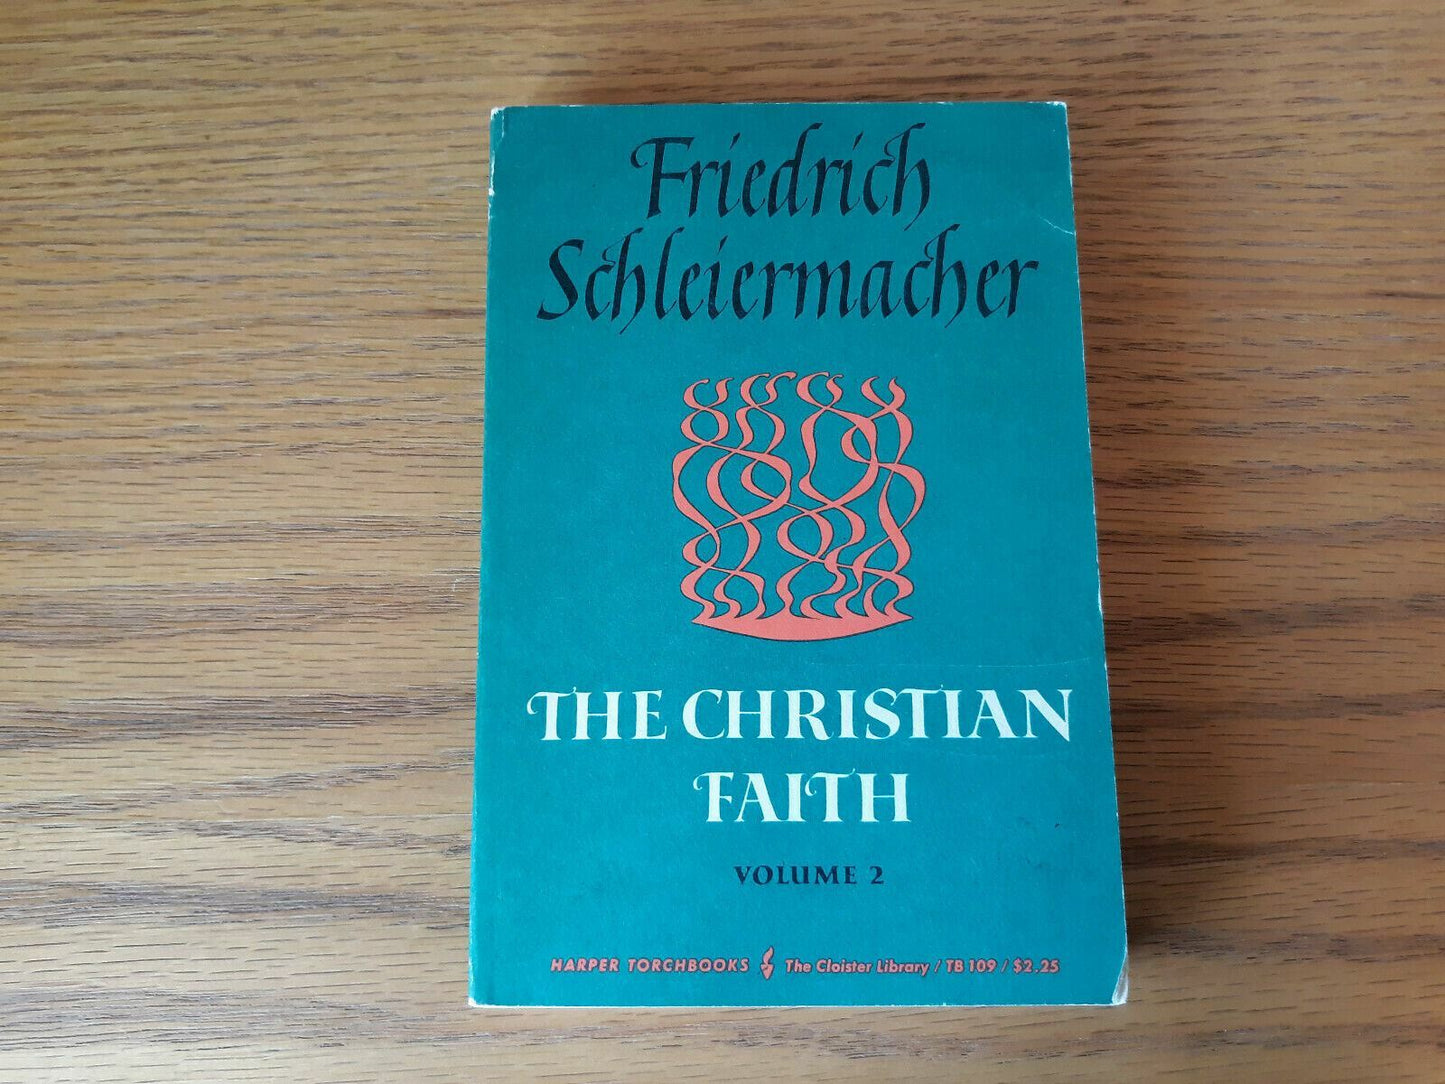 Friedrich
Schleiermacher
THE CHRISTIAN
FAITH
VOLUME 2
HARPER TORCHBOOKS The Cloister Library / TB 109 / $2.25